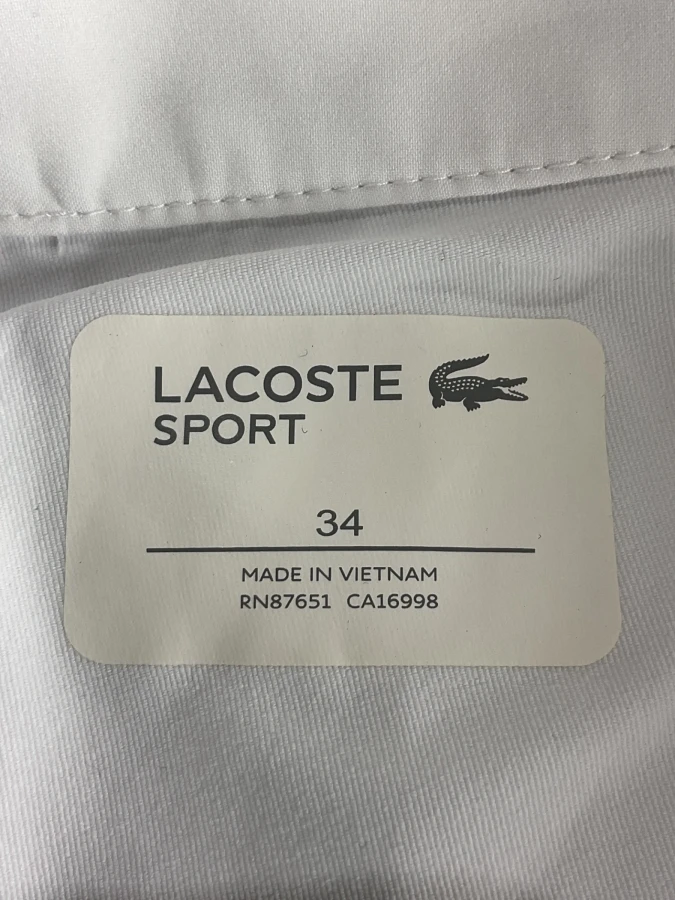 LACOSTE
SPORT
34
MADE IN VIETNAM
RN87651 CA16998